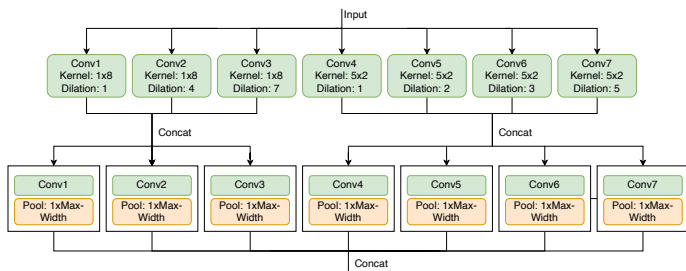 Input
Conv1
Kernel: 1x8
Dilation: 1
Conv2
Kernel: 1x8
Dilation: 4
Conv3
Kernel: 1x8
Dilation: 7
Conv4
Kernel: 5x2
Dilation: 1
Conv5
Kernel: 5x2
Dilation: 2
Conv6
Kernel: 5x2
Dilation: 3
Conv7
Kernel: 5x2
Dilation: 5
Concat
Concat
Conv1
Pool: 1xMax-
Width
Conv2
Pool: 1xMax-
Width
Conv3
Pool: 1xMax-
Width
Conv4
Pool: 1xMax-
Width
Conv5
Pool: 1xMax-
Width
Conv6
Pool: 1xMax-
Width
Conv7
Pool: 1xMax-
Width
Concat